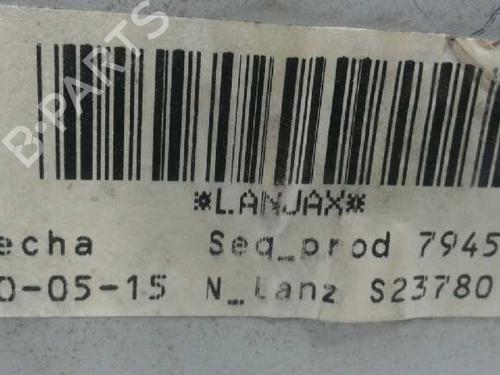 B-PARTS
*LANJAX*
echa Seq_prod 7945
0-05-15 N_Lanz S23780